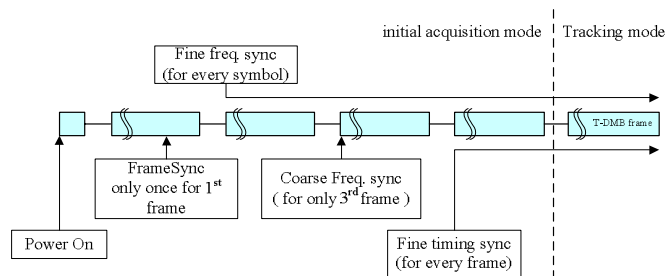 initial acquisition mode
Tracking mode
Fine freq. sync
(for every symbol)
T-DMB frame
FrameSync
only once for 1st
frame
Coarse Freq. sync
( for only 3rd frame )
Power On
Fine timing sync
(for every frame)